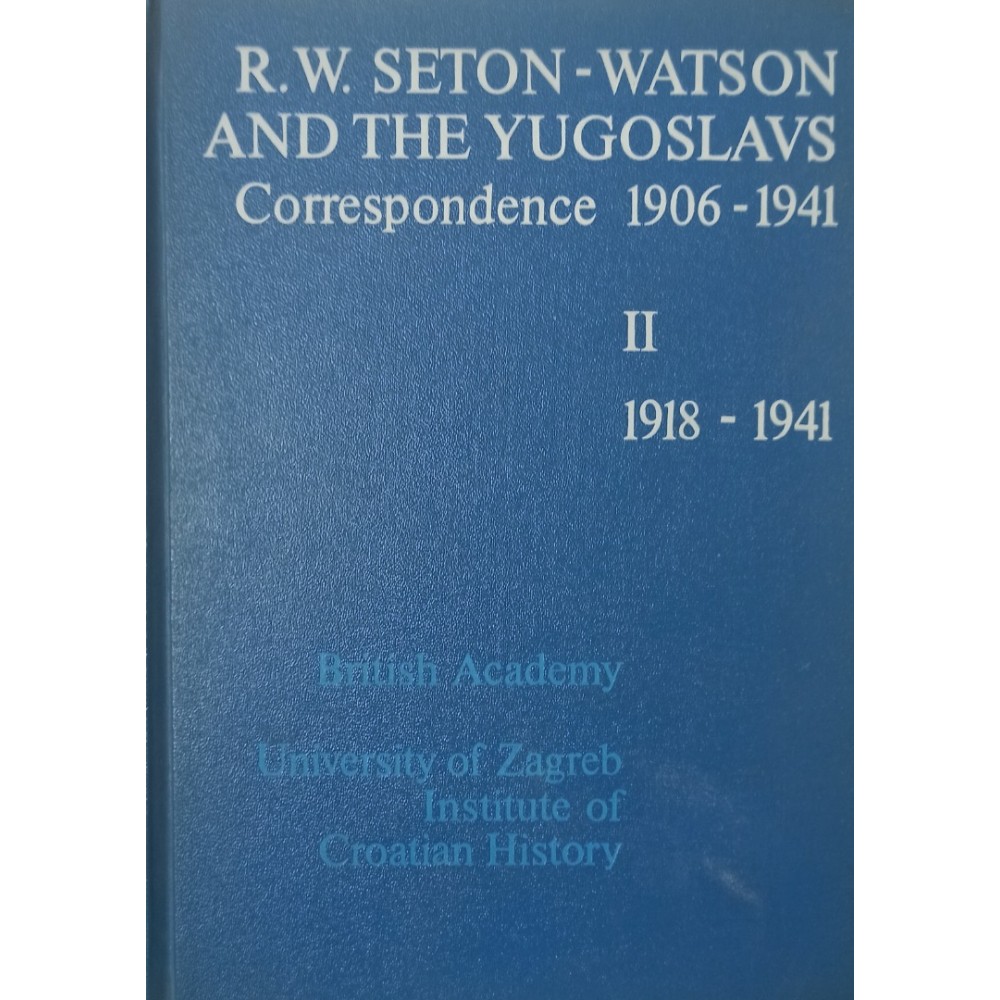 R. W. SETON - WATSON
AND THE YUGOSLAVS
Correspondence 1906 - 1941
II
1918 - 1941
British Academy
University of Zagreb
Institute of
Croatian History